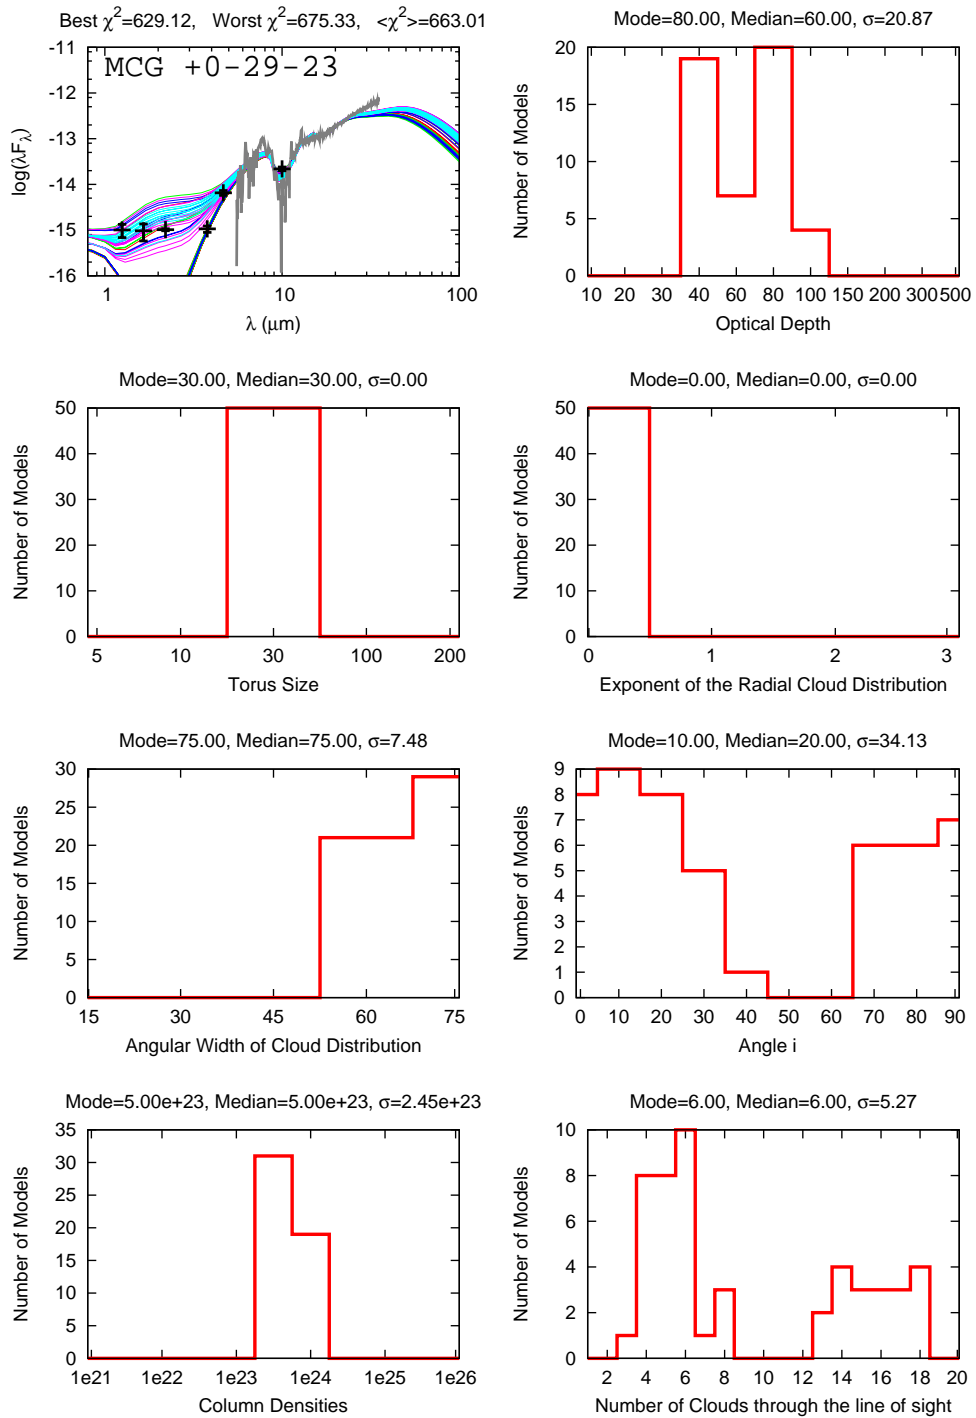 Best χ²=629.12, Worst χ²=675.33, <χ²>=663.01
MCG +0-29-23
log(λFλ)
-11
-12
-13
-14
-15
-16
1 10 100
λ (μm)
Mode=80.00, Median=60.00, σ=20.87
Number of Models
20
15
10
5
0
10 20 30 40 60 80 100 150 200 300 500
Optical Depth
Mode=30.00, Median=30.00, σ=0.00
Number of Models
50
40
30
20
10
0
5 10 30 100 200
Torus Size
Mode=0.00, Median=0.00, σ=0.00
Number of Models
50
40
30
20
10
0
0 1 2 3
Exponent of the Radial Cloud Distribution
Mode=75.00, Median=75.00, σ=7.48
Number of Models
30
25
20
15
10
5
0
15 30 45 60 75
Angular Width of Cloud Distribution
Mode=10.00, Median=20.00, σ=34.13
Number of Models
9
8
7
6
5
4
3
2
1
0
0 10 20 30 40 50 60 70 80 90
Angle i
Mode=5.00e+23, Median=5.00e+23, σ=2.45e+23
Number of Models
35
30
25
20
15
10
5
0
1e21 1e22 1e23 1e24 1e25 1e26
Column Densities
Mode=6.00, Median=6.00, σ=5.27
Number of Models
10
8
6
4
2
0
2 4 6 8 10 12 14 16 18 20
Number of Clouds through the line of sight